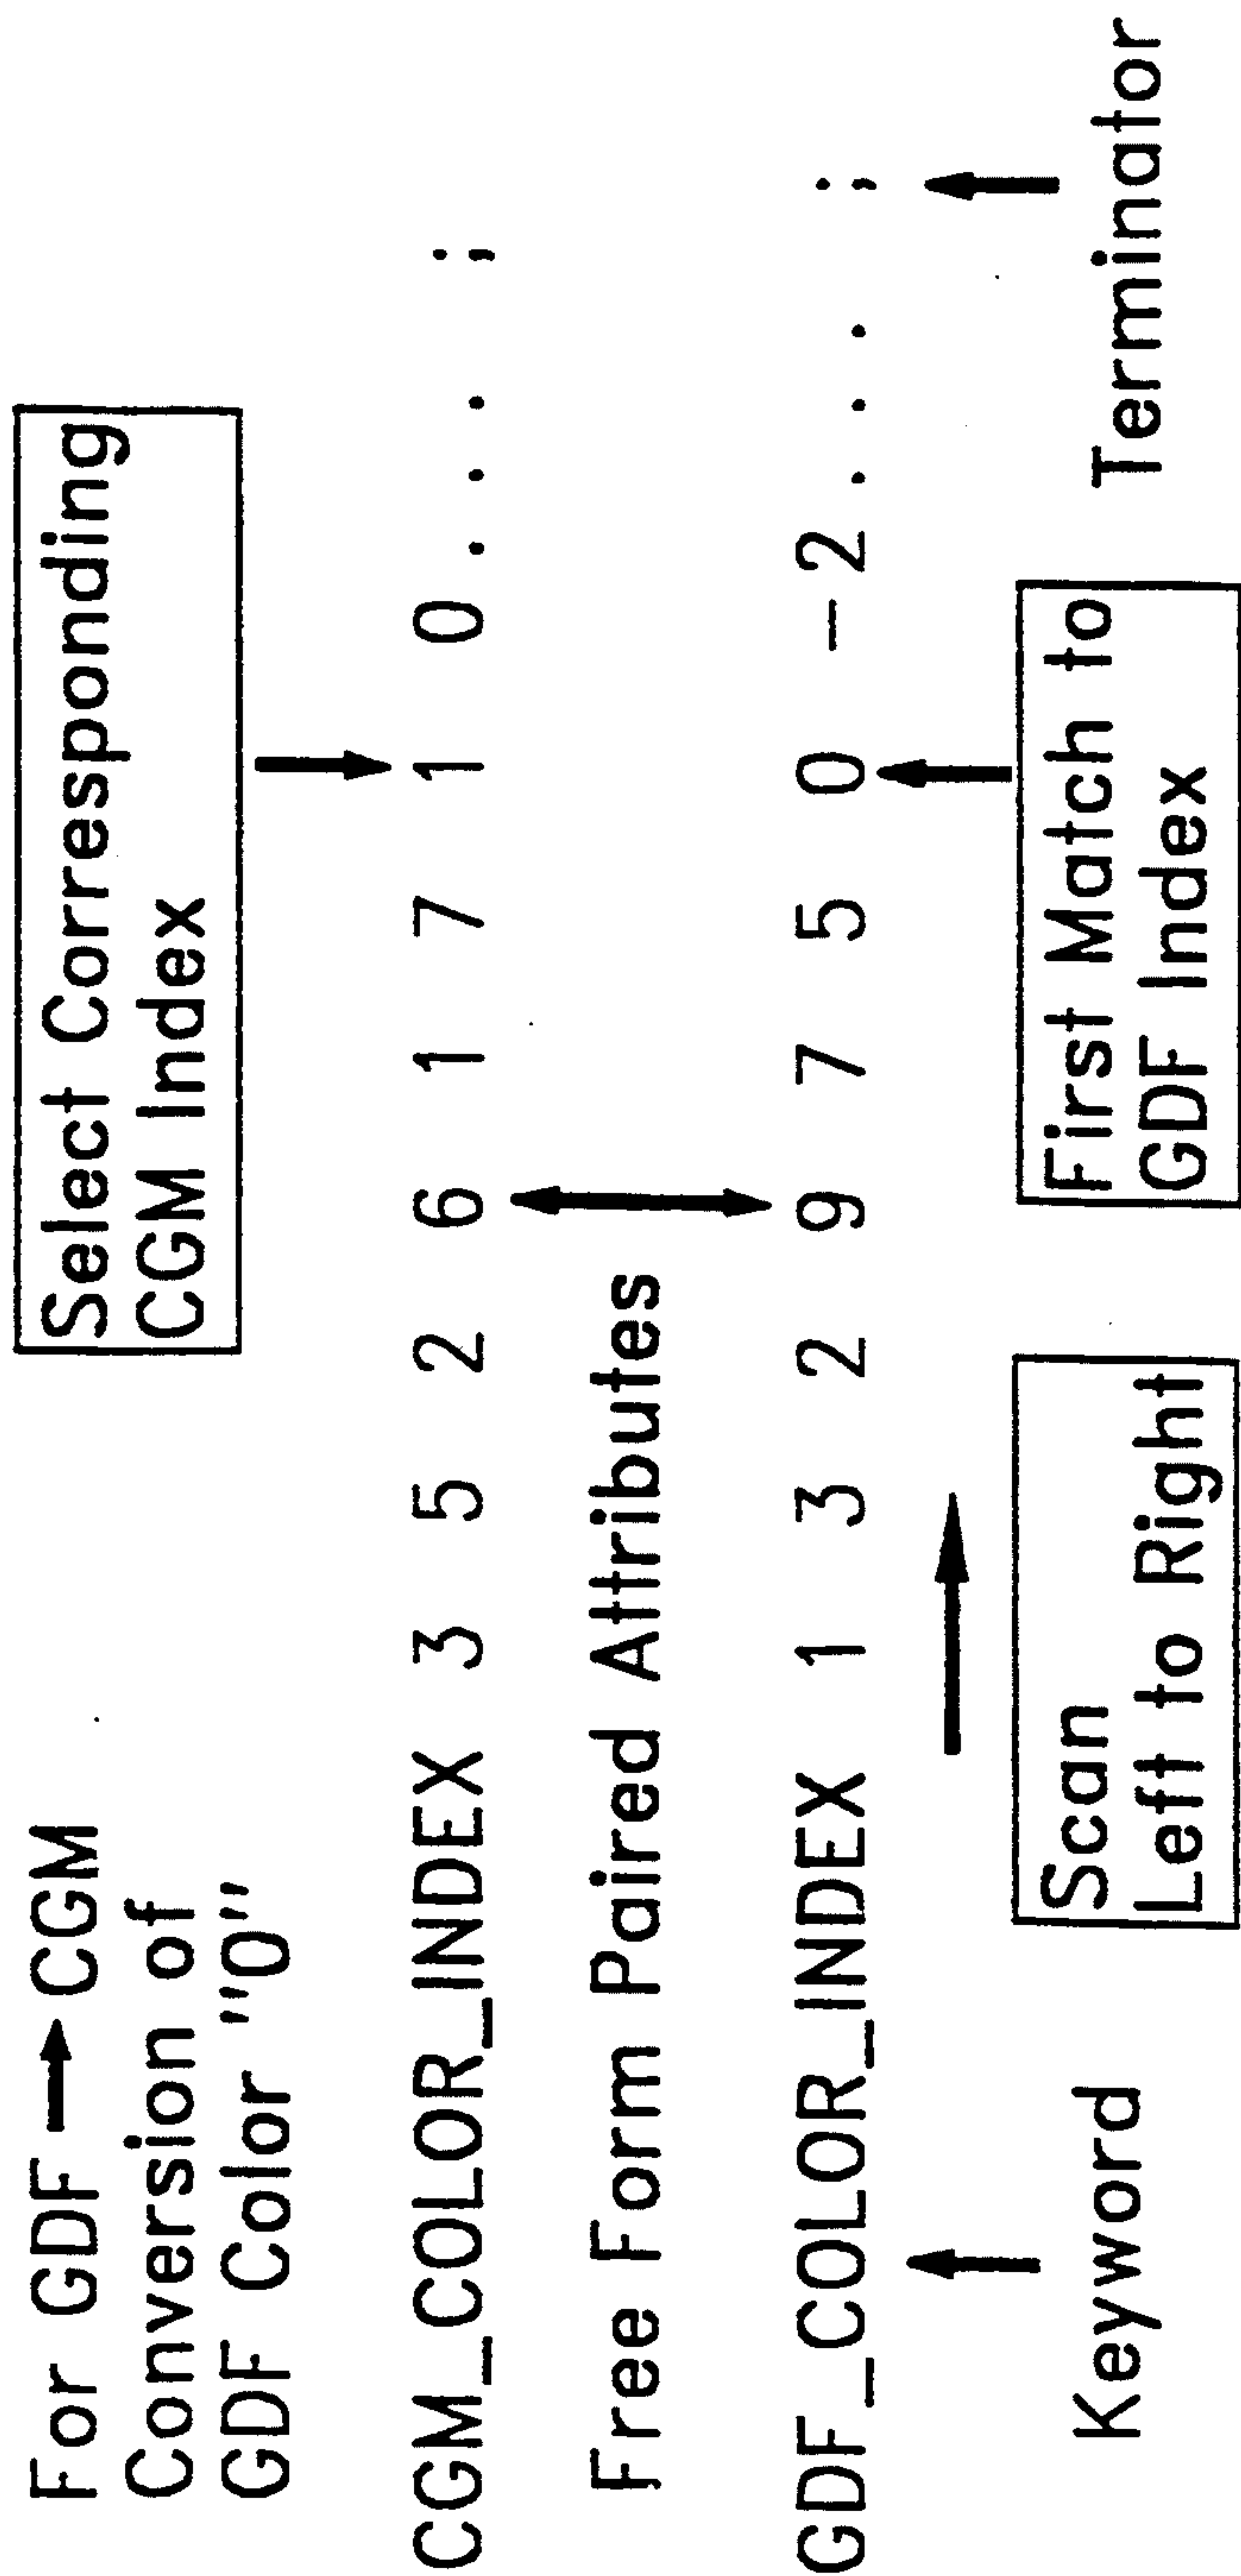 For GDF → CGM
Conversion of
GDF Color "0"
Select Corresponding
CGM Index
CGM_COLOR_INDEX 3 5 2 6 1 7 1 0 . . . ;
Free Form Paired Attributes
GDF_COLOR_INDEX 1 3 2 9 7 5 0 -2 . . . ;
Keyword
Scan
Left to Right
First Match to
GDF Index
Terminator